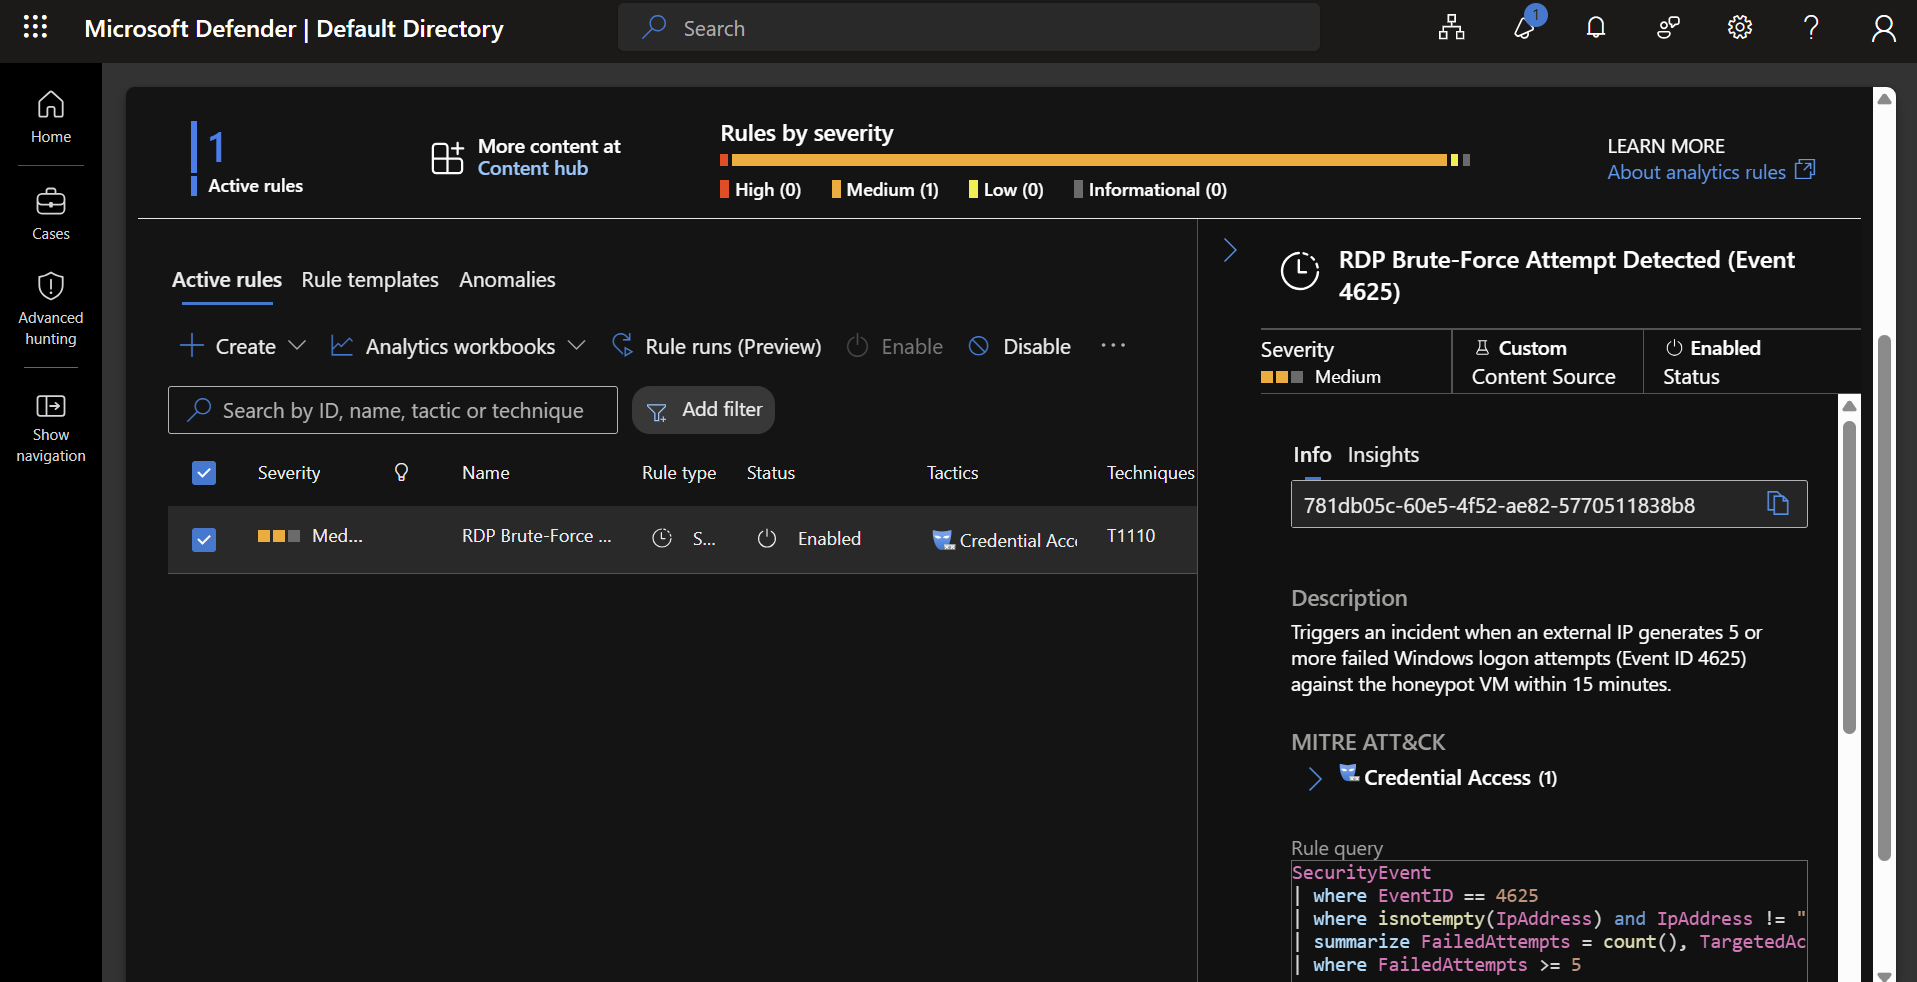 Microsoft Defender | Default Directory
Search
1
Home
Cases
Advanced
hunting
Show
navigation
1
Active rules
More content at
Content hub
Rules by severity
High (0)
Medium (1)
Low (0)
Informational (0)
LEARN MORE
About analytics rules
Active rules
Rule templates
Anomalies
Create
Analytics workbooks
Rule runs (Preview)
Enable
Disable
Search by ID, name, tactic or technique
Add filter
Severity
Name
Rule type
Status
Tactics
Techniques
Med...
RDP Brute-Force ...
S...
Enabled
Credential Acc
T1110
RDP Brute-Force Attempt Detected (Event
4625)
Severity
Medium
Custom
Content Source
Enabled
Status
Info
Insights
781db05c-60e5-4f52-ae82-5770511838b8
Description
Triggers an incident when an external IP generates 5 or
more failed Windows logon attempts (Event ID 4625)
against the honeypot VM within 15 minutes.
MITRE ATT&CK
Credential Access (1)
Rule query
SecurityEvent
| where EventID == 4625
| where isnotempty(IpAddress) and IpAddress != "
| summarize FailedAttempts = count(), TargetedAc
| where FailedAttempts >= 5